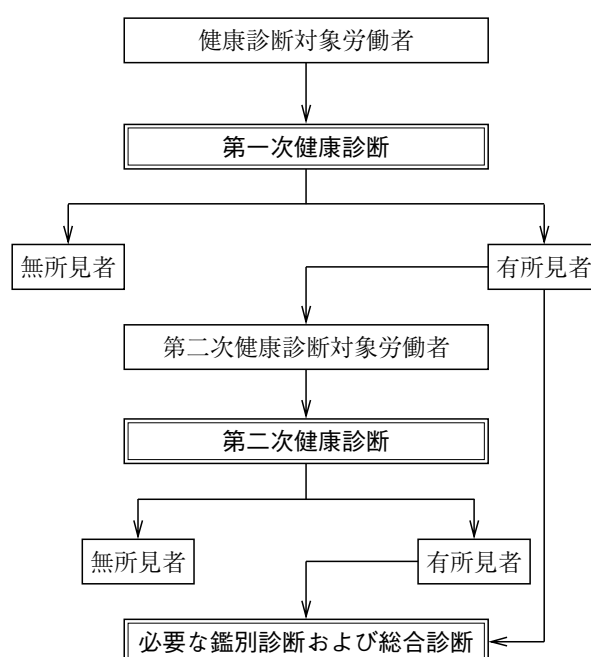 健康診断対象労働者
第一次健康診断
無所見者
有所見者
第二次健康診断対象労働者
第二次健康診断
無所見者
有所見者
必要な鑑別診断および総合診断